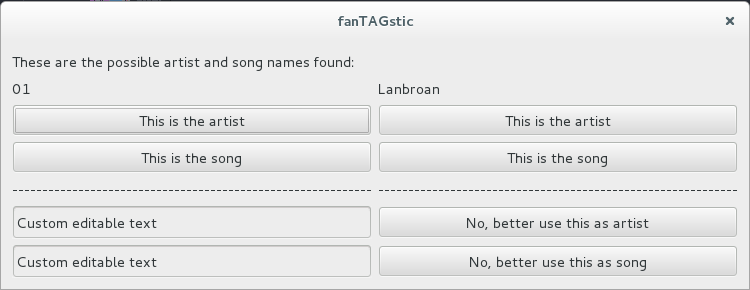 fanTAGstic
These are the possible artist and song names found:
01 Lanbroan
This is the artist This is the artist
This is the song This is the song
Custom editable text No, better use this as artist
Custom editable text No, better use this as song